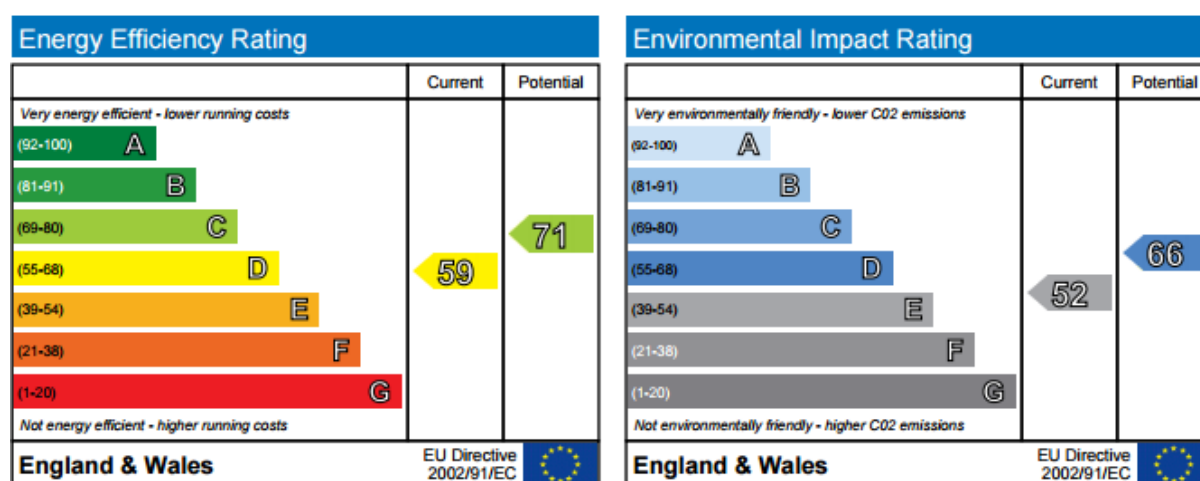 Energy Efficiency Rating
Current Potential
Very energy efficient - lower running costs
(92-100) A
(81-91) B
(69-80) C
71
(55-68) D
59
(39-54) E
(21-38) F
(1-20) G
Not energy efficient - higher running costs
England & Wales
EU Directive
2002/91/EC
Environmental Impact Rating
Current Potential
Very environmentally friendly - lower C02 emissions
(92-100) A
(81-91) B
(69-80) C
66
(55-68) D
52
(39-54) E
(21-38) F
(1-20) G
Not environmentally friendly - higher C02 emissions
England & Wales
EU Directive
2002/91/EC